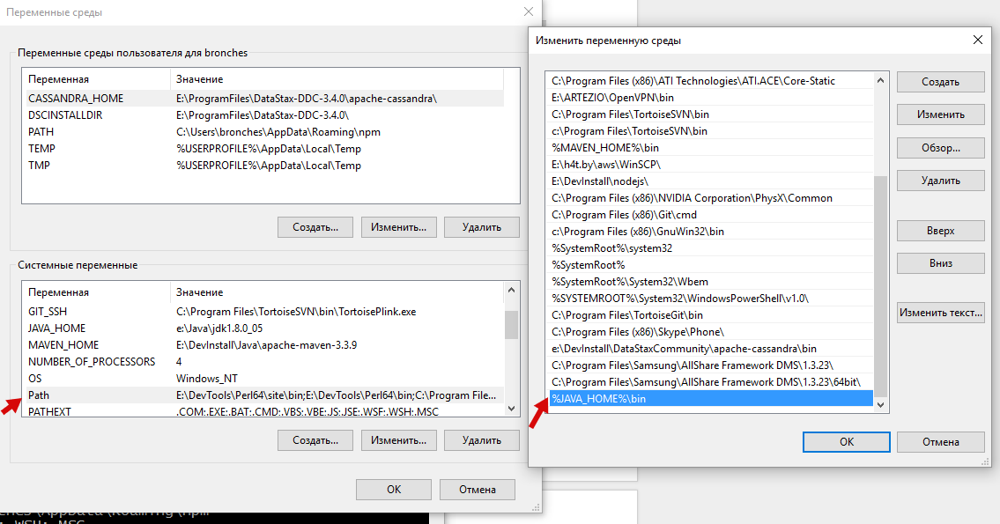 Переменные среды
Переменные среды пользователя для bronches
Переменная Значение
CASSANDRA_HOME E:\ProgramFiles\DataStax-DDC-3.4.0\apache-cassandra\
DSCINSTALLDIR E:\ProgramFiles\DataStax-DDC-3.4.0\
PATH C:\Users\bronches\AppData\Roaming\npm
TEMP %USERPROFILE%\AppData\Local\Temp
TMP %USERPROFILE%\AppData\Local\Temp
Создать... Изменить... Удалить
Системные переменные
Переменная Значение
GIT_SSH C:\Program Files\TortoiseSVN\bin\TortoisePlink.exe
JAVA_HOME e:\Java\jdk1.8.0_05
MAVEN_HOME E:\DevInstall\Java\apache-maven-3.3.9
NUMBER_OF_PROCESSORS 4
OS Windows_NT
Path E:\DevTools\Perl64\site\bin;E:\DevTools\Perl64\bin;C:\Program File...
PATHEXT .COM;.EXE;.BAT;.CMD;.VBS;.VBE;.JS;.JSE;.WSF;.WSH;.MSC
Создать... Изменить... Удалить
OK Отмена
Изменить переменную среды
C:\Program Files (x86)\ATI Technologies\ATI.ACE\Core-Static
E:\ARTEZIO\OpenVPN\bin
C:\Program Files\TortoiseSVN\bin
c:\Program Files\TortoiseSVN\bin
%MAVEN_HOME%\bin
E:\h4t.by\aws\WinSCP\
E:\DevInstall\nodejs\
C:\Program Files (x86)\NVIDIA Corporation\PhysX\Common
C:\Program Files (x86)\Git\cmd
c:\Program Files (x86)\GnuWin32\bin
%SystemRoot%\system32
%SystemRoot%
%SystemRoot%\System32\Wbem
%SYSTEMROOT%\System32\WindowsPowerShell\v1.0\
C:\Program Files\TortoiseGit\bin
C:\Program Files (x86)\Skype\Phone\
e:\DevInstall\DataStaxCommunity\apache-cassandra\bin
C:\Program Files\Samsung\AllShare Framework DMS\1.3.23\
C:\Program Files\Samsung\AllShare Framework DMS\1.3.23\64bit\
%JAVA_HOME%\bin
Создать
Изменить
Обзор...
Удалить
Вверх
Вниз
Изменить текст...
OK Отмена